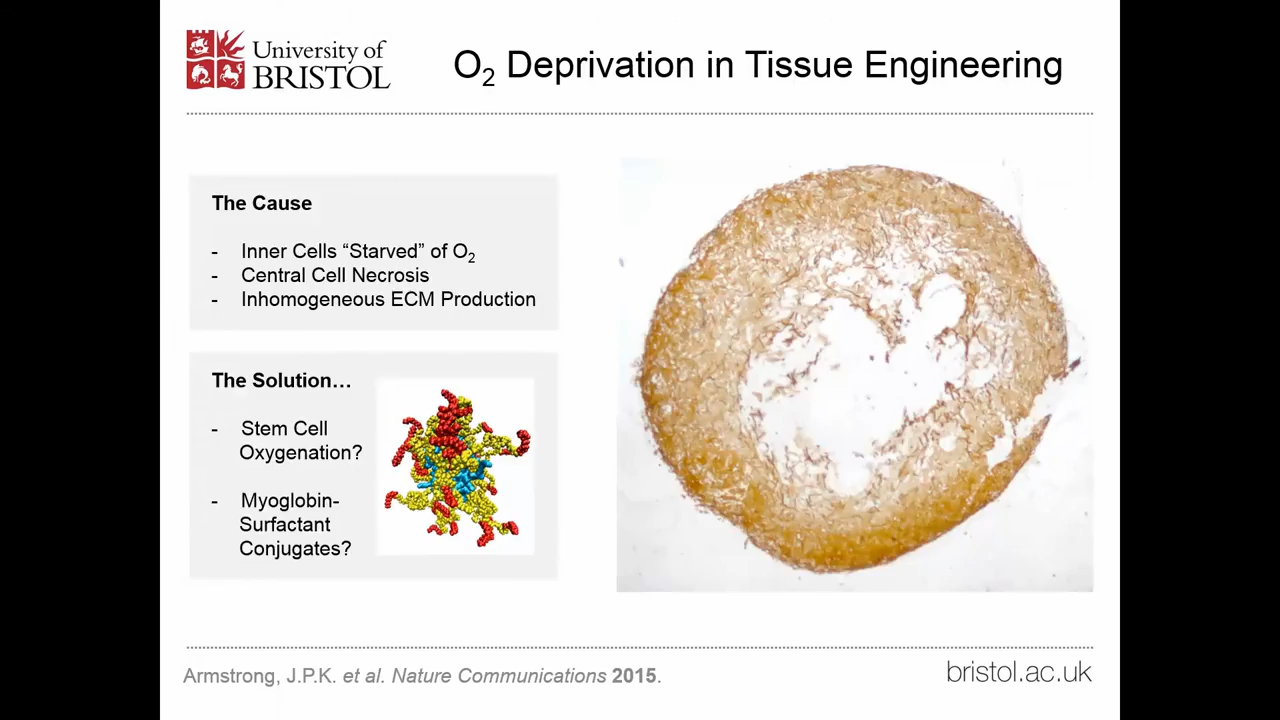 University of
BRISTOL
O₂ Deprivation in Tissue Engineering
The Cause
- Inner Cells “Starved” of O₂
- Central Cell Necrosis
- Inhomogeneous ECM Production
The Solution...
- Stem Cell
Oxygenation?
- Myoglobin-
Surfactant
Conjugates?
Armstrong, J.P.K. et al. Nature Communications 2015.
bristol.ac.uk